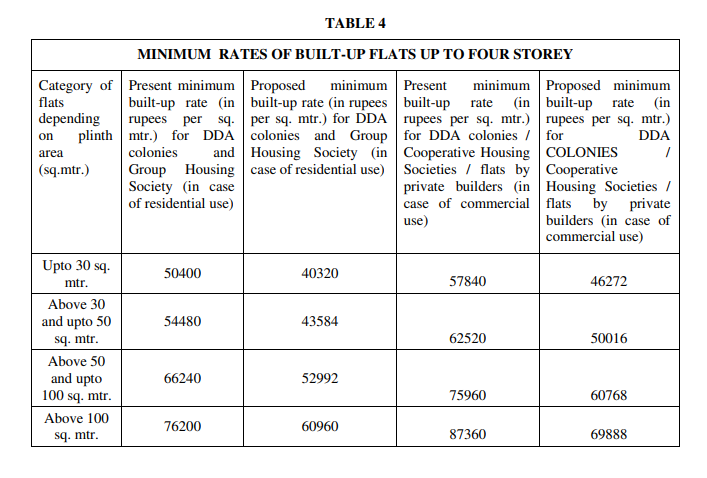 TABLE 4
MINIMUM RATES OF BUILT-UP FLATS UP TO FOUR STOREY
Category of
flats
depending
on plinth
area
(sq.mtr.)
Present minimum
built-up rate (in
rupees per sq.
mtr.) for DDA
colonies and
Group Housing
Society (in case
of residential use)
Proposed minimum
built-up rate (in rupees
per sq. mtr.) for DDA
colonies and Group
Housing Society (in
case of residential use)
Present minimum
built-up rate (in
rupees per sq. mtr.)
for DDA colonies /
Cooperative Housing
Societies / flats by
private builders (in
case of commercial
use)
Proposed minimum
built-up rate (in
rupees per sq. mtr.)
for DDA
COLONIES /
Cooperative
Housing Societies /
flats by private
builders (in case of
commercial use)
Upto 30 sq.
mtr.
50400
40320
57840
46272
Above 30
and upto 50
sq. mtr.
54480
43584
62520
50016
Above 50
and upto
100 sq. mtr.
66240
52992
75960
60768
Above 100
sq. mtr.
76200
60960
87360
69888